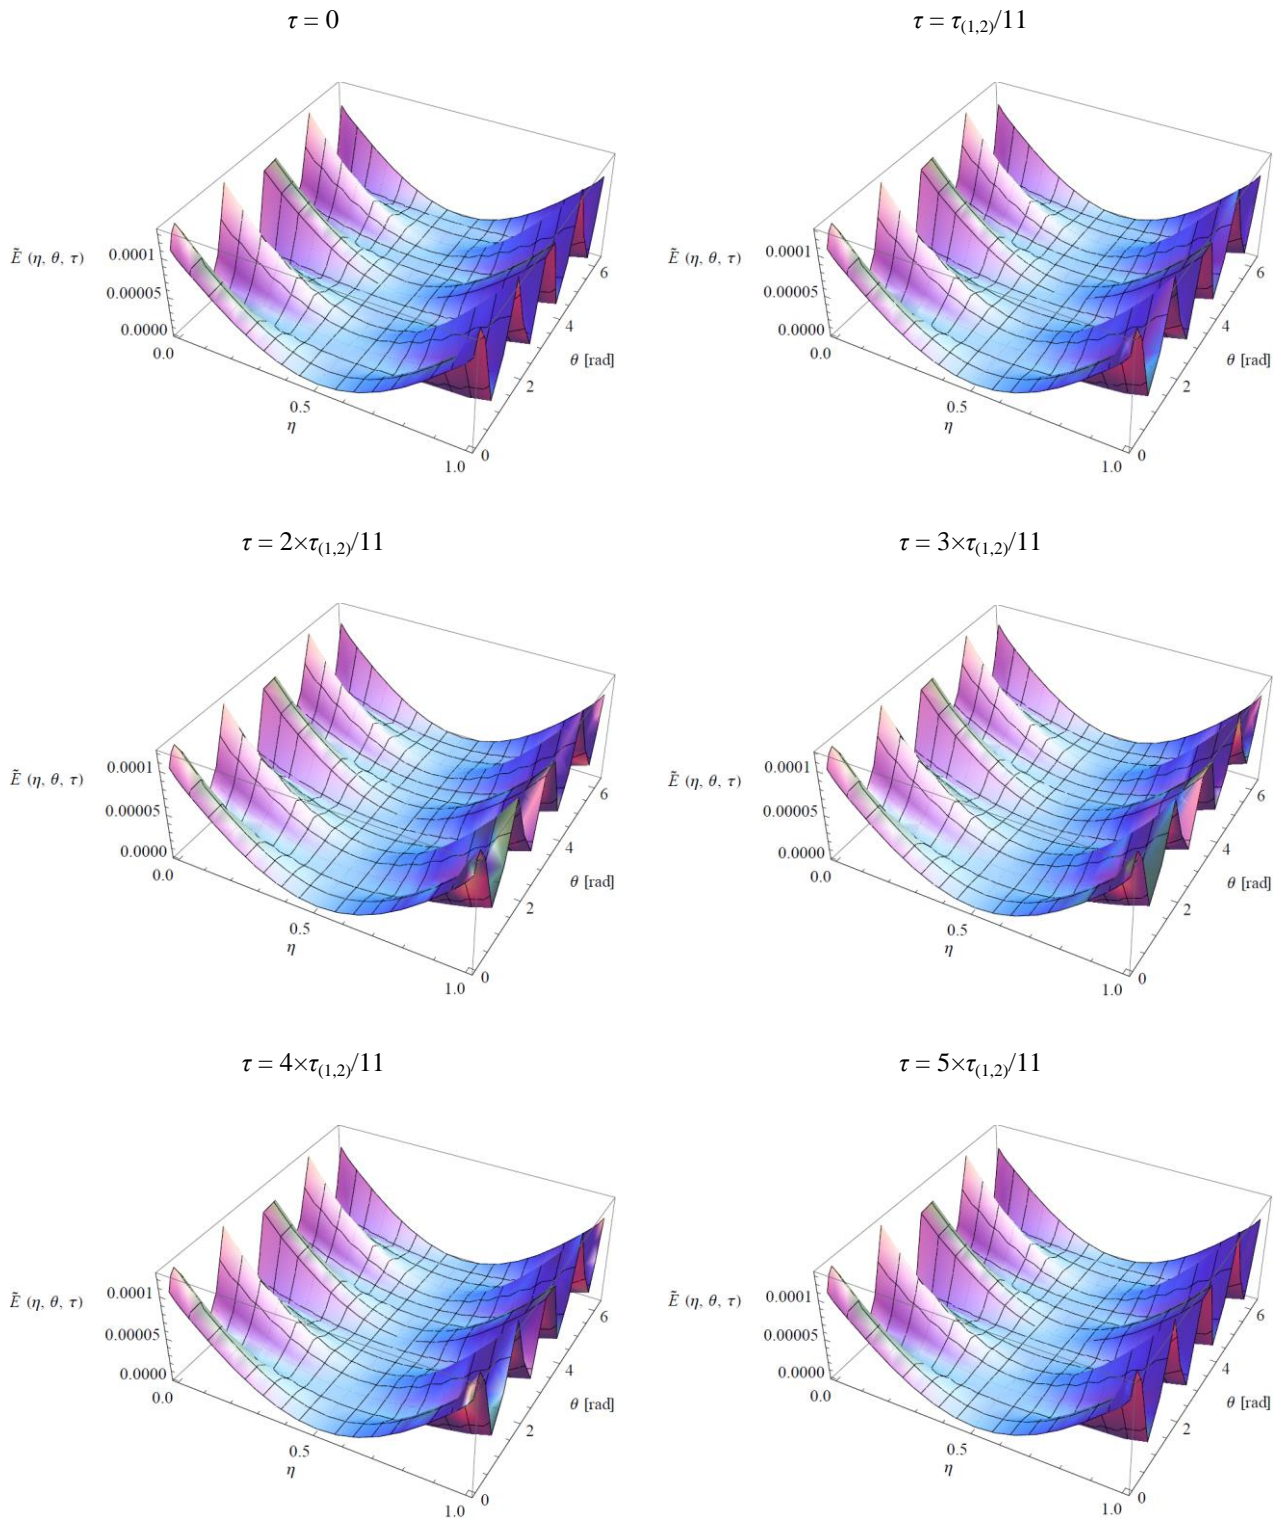 τ = 0
τ = τ(1,2)/11
Ẽ (η, θ, τ)
0.0001
0.00005
0.0000
0.0
0.5
η
1.0
0
2
4
6
θ [rad]
0.0001
0.00005
0.0000
0.0
0.5
η
1.0
0
2
4
6
θ [rad]
Ẽ (η, θ, τ)
τ = 2×τ(1,2)/11
τ = 3×τ(1,2)/11
Ẽ (η, θ, τ)
0.0001
0.00005
0.0000
0.0
0.5
η
1.0
0
2
4
6
θ [rad]
Ẽ (η, θ, τ)
0.0001
0.00005
0.0000
0.0
0.5
η
1.0
0
2
4
6
θ [rad]
τ = 4×τ(1,2)/11
τ = 5×τ(1,2)/11
Ẽ (η, θ, τ)
0.0001
0.00005
0.0000
0.0
0.5
η
1.0
0
2
4
6
θ [rad]
Ẽ (η, θ, τ)
0.0001
0.00005
0.0000
0.0
0.5
η
1.0
0
2
4
6
θ [rad]